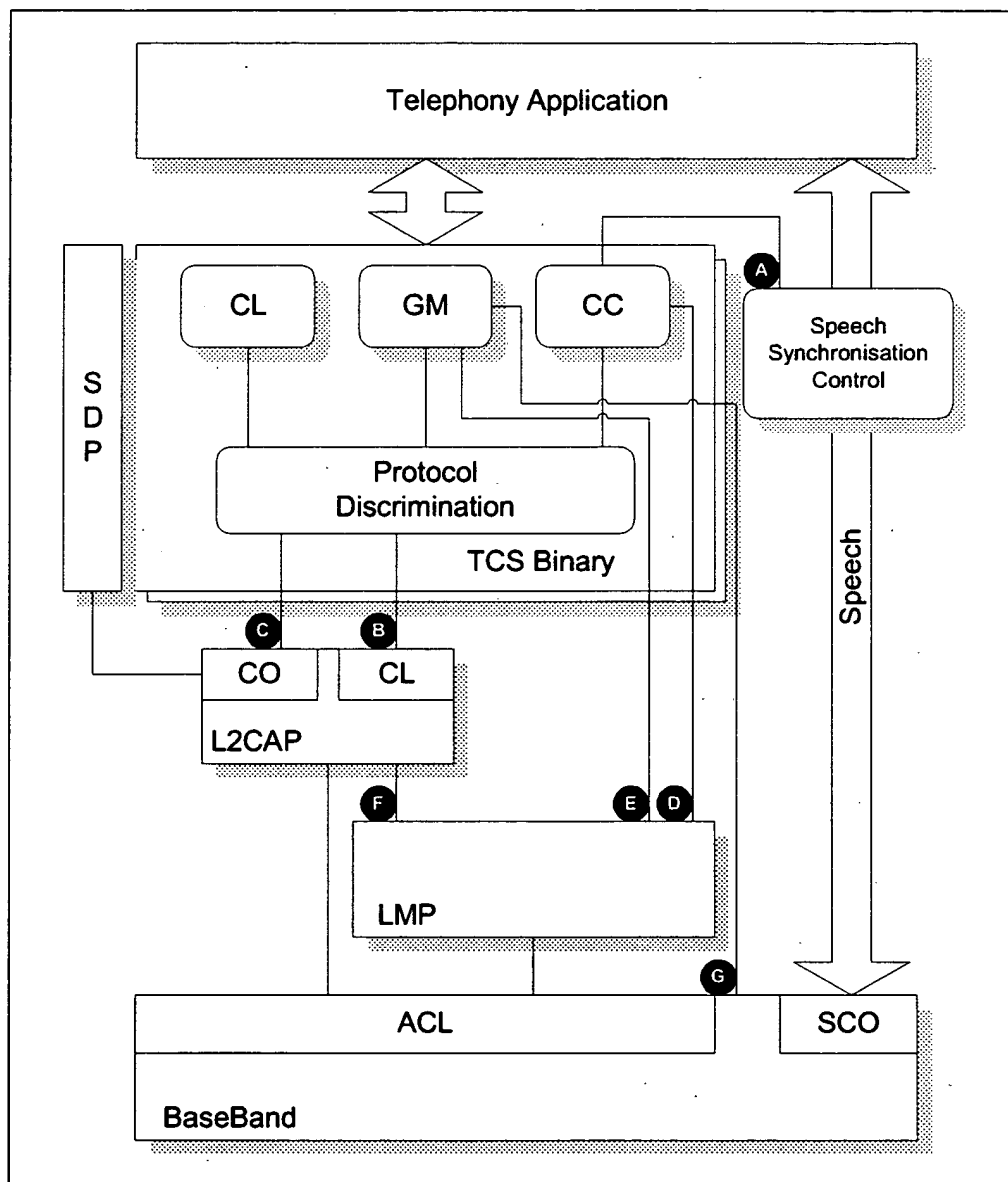 Telephony Application
A
CL
GM
CC
Speech
Synchronisation
Control
S
D
P
Protocol
Discrimination
TCS Binary
Speech
C
B
CO
CL
L2CAP
F
E
D
LMP
G
ACL
SCO
BaseBand